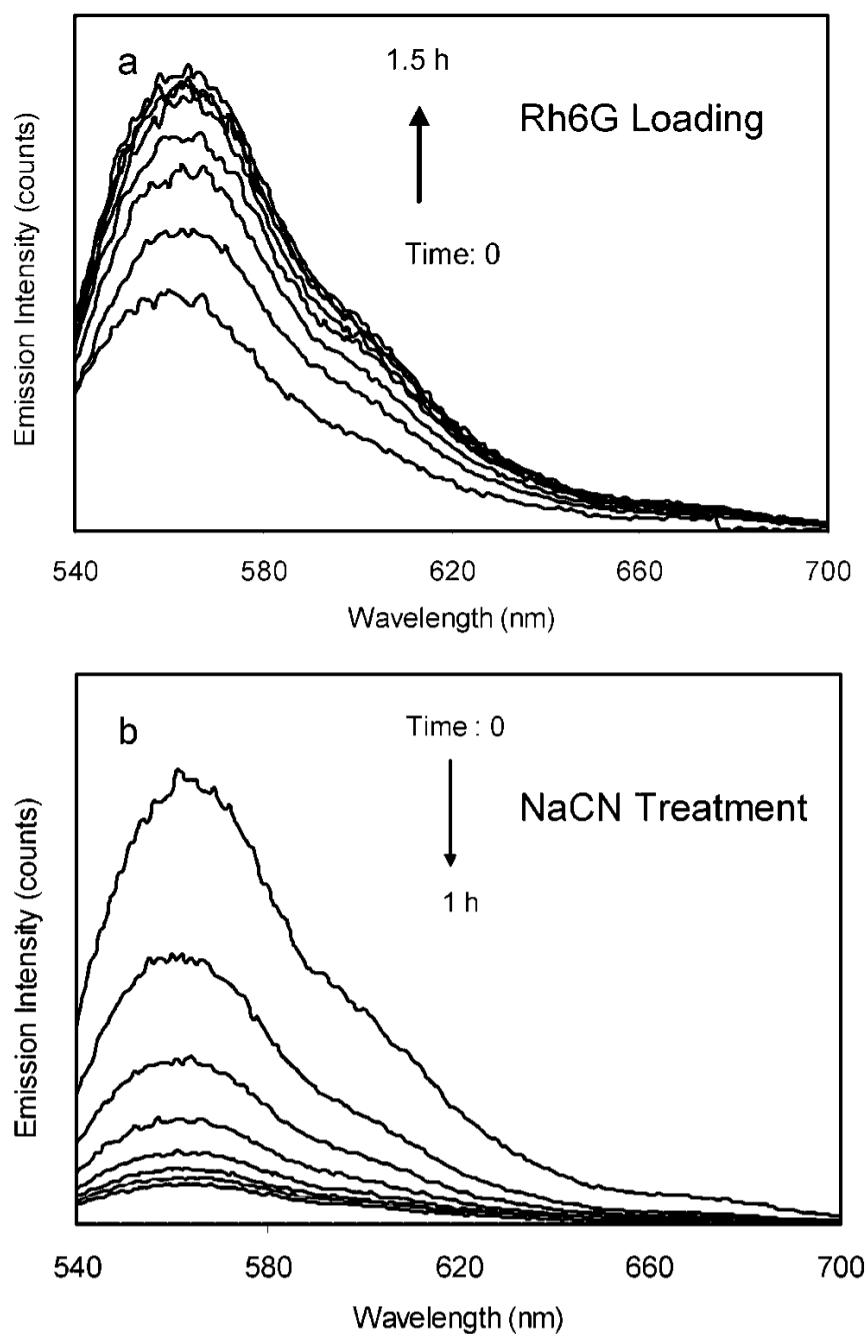 a
1.5 h
Rh6G Loading
Time: 0
Emission Intensity (counts)
540 580 620 660 700
Wavelength (nm)
b
Time : 0
NaCN Treatment
1 h
Emission Intensity (counts)
540 580 620 660 700
Wavelength (nm)